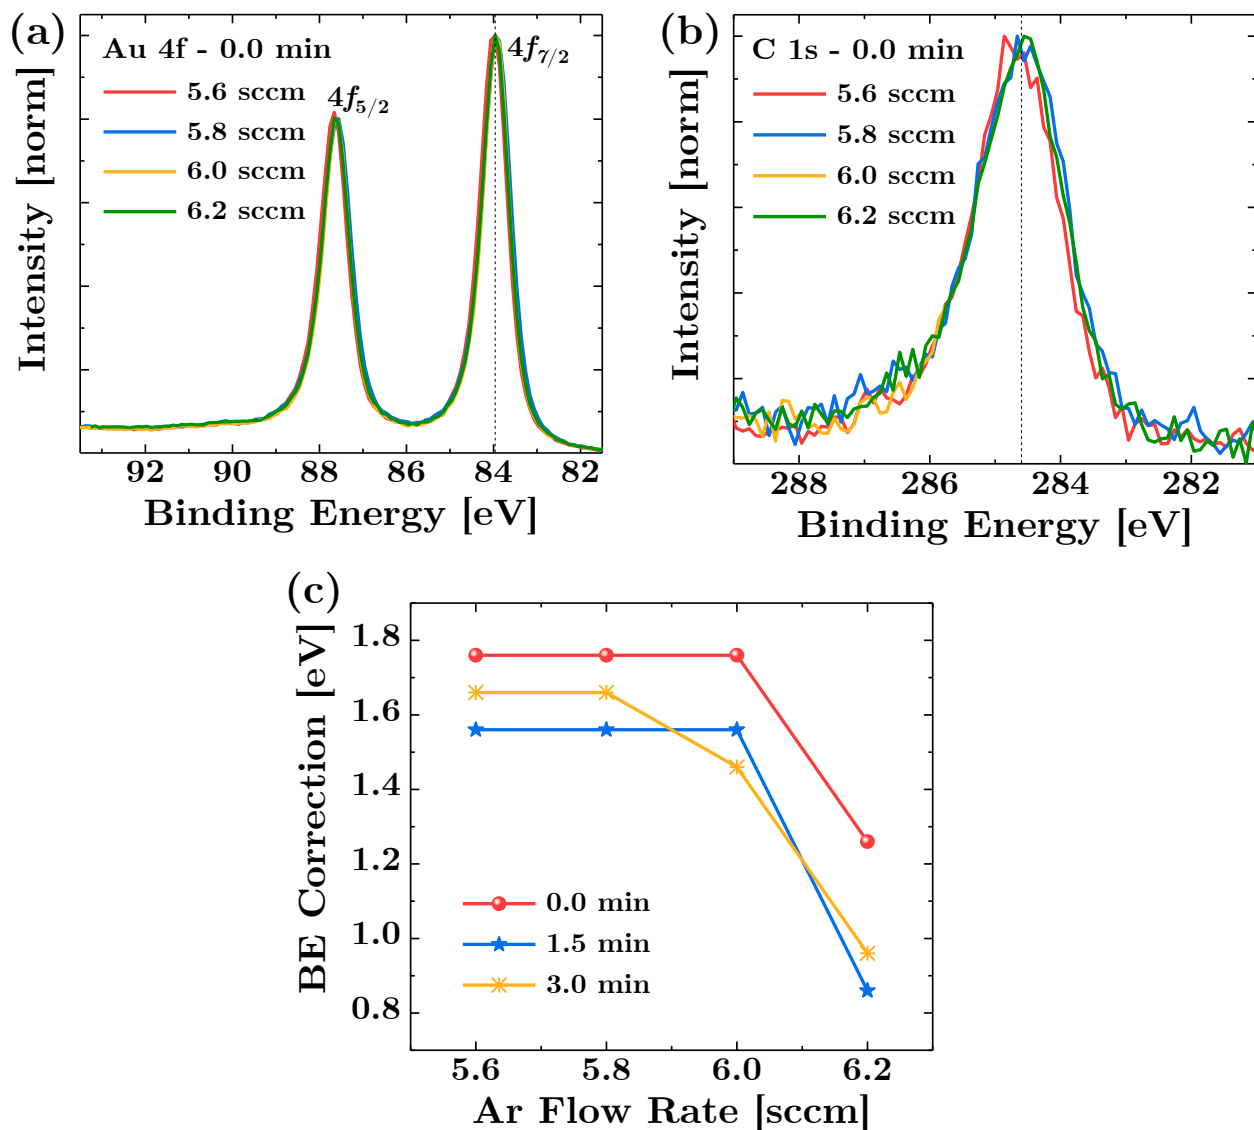 (a)
Au 4f - 0.0 min
5.6 sccm
5.8 sccm
6.0 sccm
6.2 sccm
4f5/2
4f7/2
Intensity [norm]
92 90 88 86 84 82
Binding Energy [eV]
(b)
C 1s - 0.0 min
5.6 sccm
5.8 sccm
6.0 sccm
6.2 sccm
Intensity [norm]
288 286 284 282
Binding Energy [eV]
(c)
BE Correction [eV]
1.8
1.6
1.4
1.2
1.0
0.8
0.0 min
1.5 min
3.0 min
5.6 5.8 6.0 6.2
Ar Flow Rate [sccm]